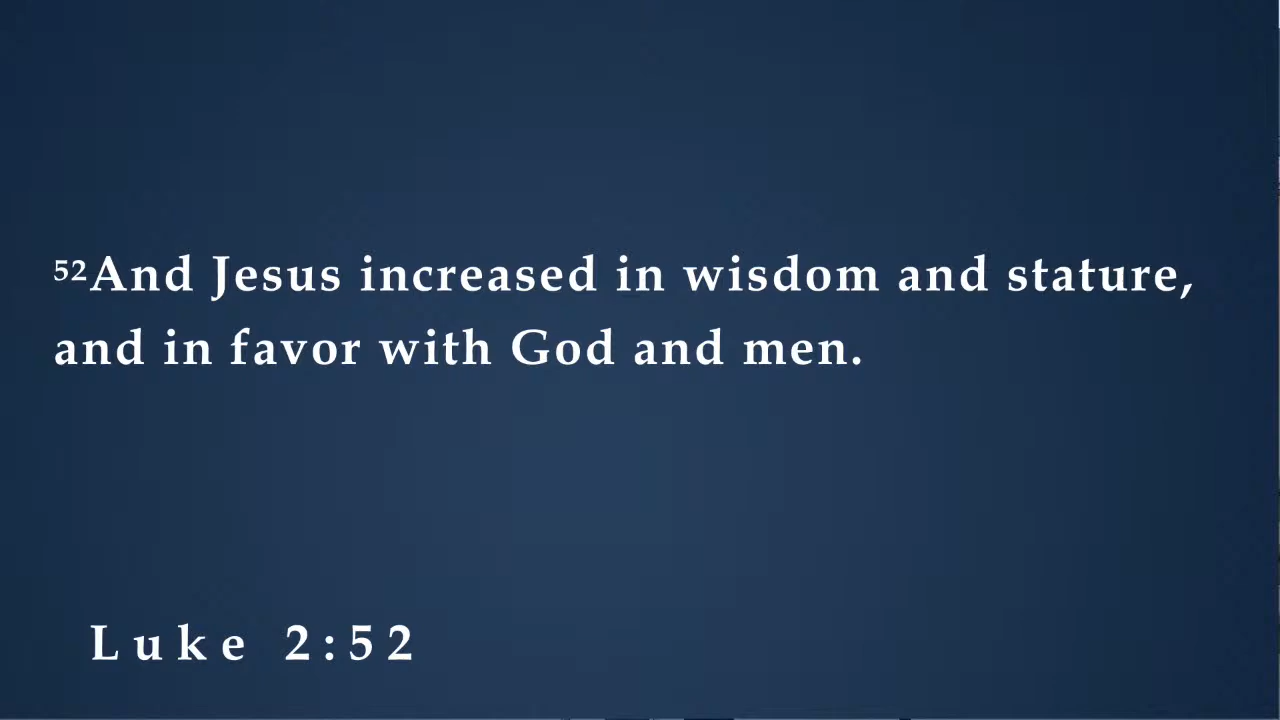 ⁵²And Jesus increased in wisdom and stature,
and in favor with God and men.
Luke 2:52